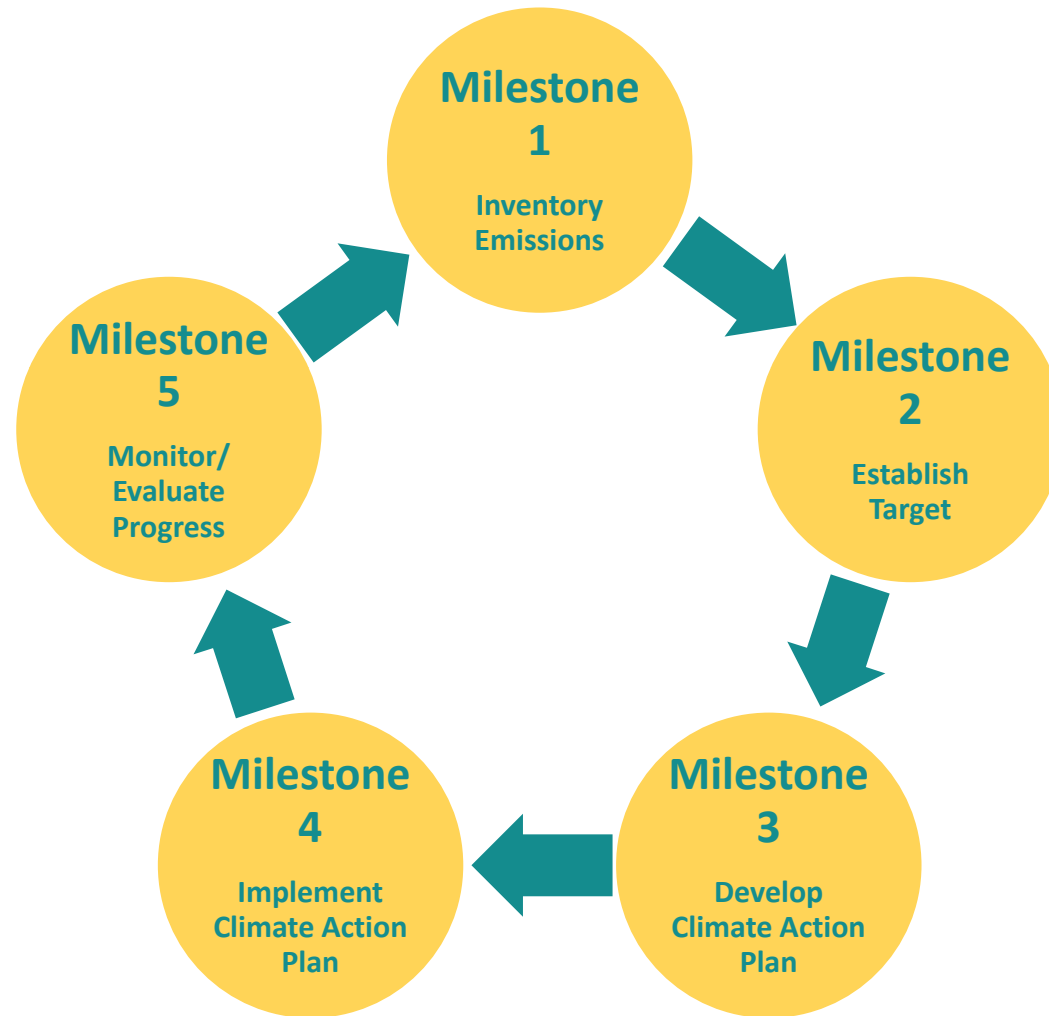 Milestone
1
Inventory
Emissions
Milestone
2
Establish
Target
Milestone
3
Develop
Climate Action
Plan
Milestone
4
Implement
Climate Action
Plan
Milestone
5
Monitor/
Evaluate
Progress